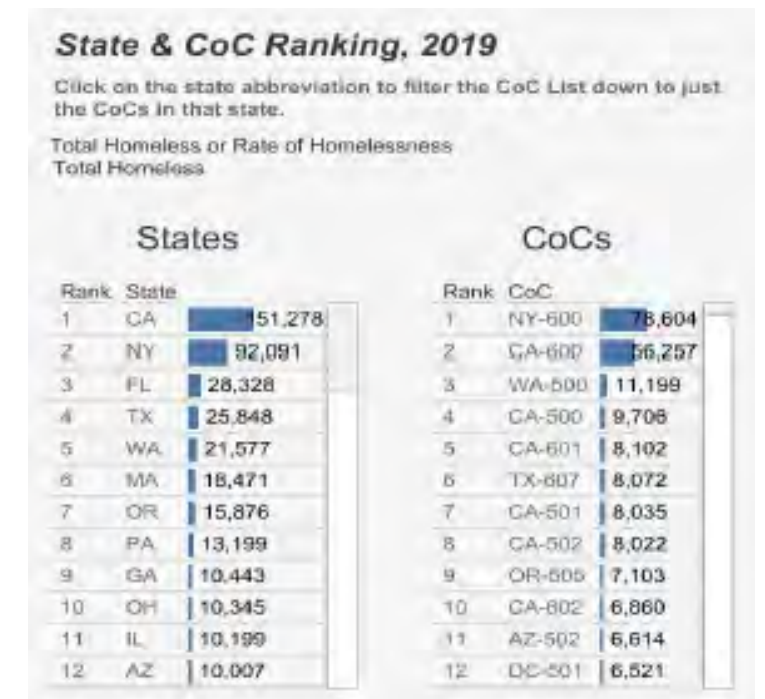 State & CoC Ranking, 2019
Click on the state abbreviation to filter the CoC List down to just
the CoCs in that state.
Total Homeless or Rate of Homelessness
Total Homeless
States
Rank State
1 CA 151,278
2 NY 92,091
3 FL 28,328
4 TX 25,848
5 WA 21,577
6 MA 18,471
7 OR 15,876
8 PA 13,199
9 GA 10,443
10 OH 10,345
11 IL 10,199
12 AZ 10,007
CoCs
Rank CoC
1 NY-600 78,604
2 CA-600 56,257
3 WA-500 11,199
4 CA-500 9,706
5 CA-601 8,102
6 TX-607 8,072
7 CA-501 8,035
8 CA-502 8,022
9 OR-505 7,103
10 CA-602 6,860
11 AZ-502 6,614
12 6,521